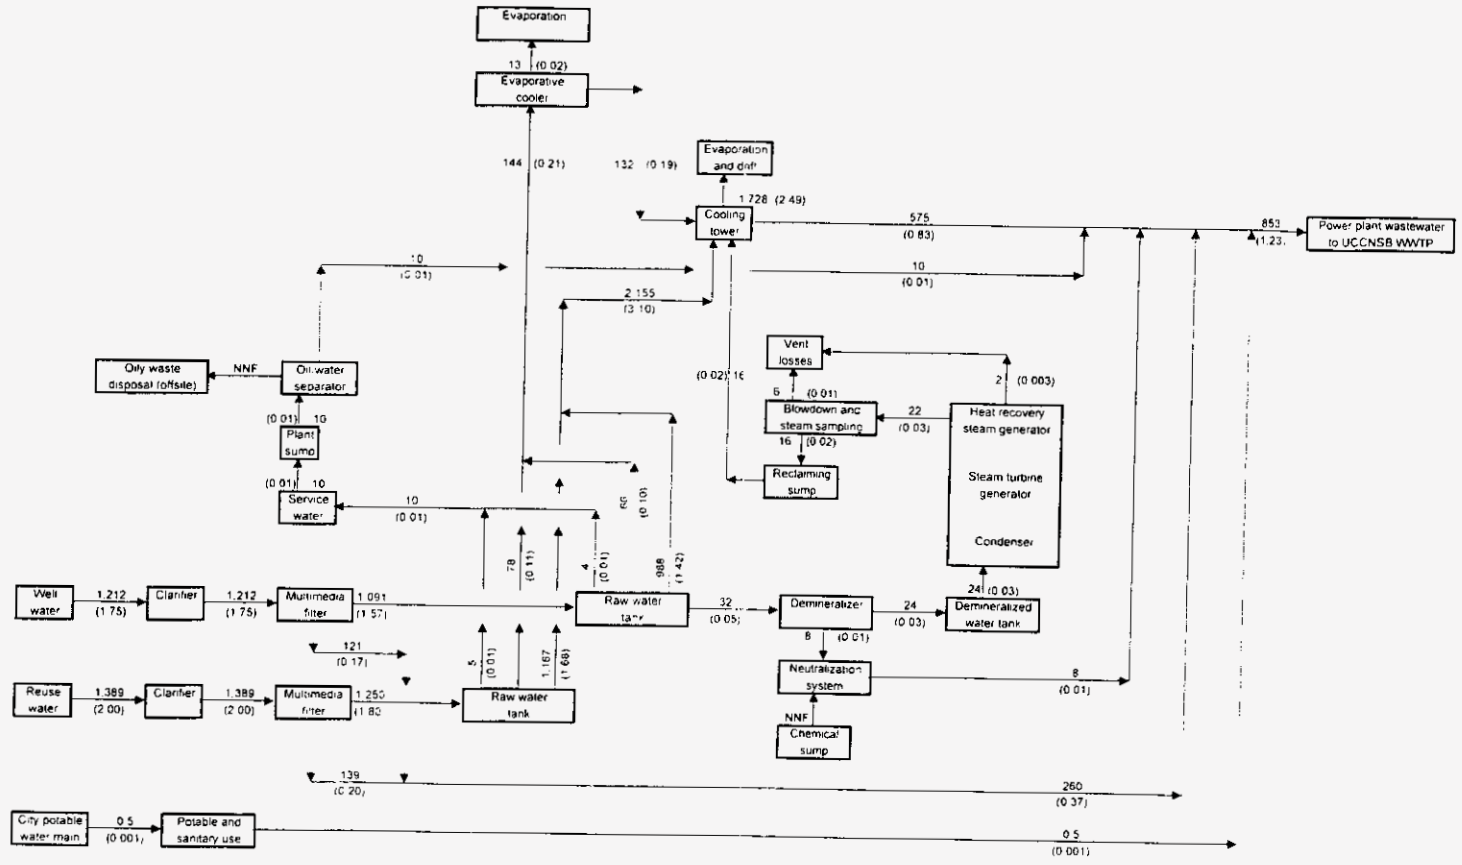 Evaporation
13 (0 02)
Evaporative
cooler
144 (0 21)
132 (0 19)
Evaporation
and drift
1 728 (2 49)
Cooling
tower
575
(0 83)
853
(1.23.
Power plant wastewater
to UCCNSB WWTP
10
(0 01)
10
(0 01)
2 155
(3 10)
Oily waste
disposal (offsite)
NNF
Oil-water
separator
(0 01) 10
Plant
sump
(0 01) 10
Service
water
10
(0 01)
Vent
losses
2 (0 003)
(0 02) 16
6 (0 01)
Blowdown and
steam sampling
22
(0 03)
Heat recovery
steam generator
16 (0 02)
Reclaiming
sump
Steam turbine
generator
Condenser
(0 10)
78
(0 11)
4
(0 01)
988
(1 42)
Well
water
1,212
(1 75)
Clarifier
1,212
(1 75)
Multimedia
filter
1 091
(1 57)
Raw water
tank
32
(0 05)
Demineralizer
24
(0 03)
24 (0 03)
Demineralized
water tank
8 (0 01)
121
(0 17)
5
(0 01)
1,167
(1 68)
Neutralization
system
8
(0 01)
Reuse
water
1,389
(2 00)
Clarifier
1,389
(2 00)
Multimedia
filter
1 250
(1 80
Raw water
tank
NNF
Chemical
sump
139
(0 20)
260
(0 37)
City potable
water main
0 5
(0 001)
Potable and
sanitary use
0 5
(0 001)